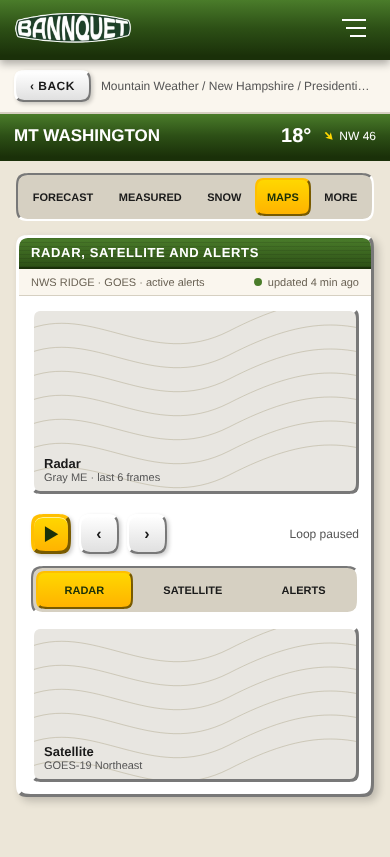 BANNQUET
‹ BACK
Mountain Weather / New Hampshire / Presidenti…
MT WASHINGTON
18°
NW 46
FORECAST
MEASURED
SNOW
MAPS
MORE
RADAR, SATELLITE AND ALERTS
NWS RIDGE · GOES · active alerts
updated 4 min ago
Radar
Gray ME · last 6 frames
‹
›
Loop paused
RADAR
SATELLITE
ALERTS
Satellite
GOES-19 Northeast